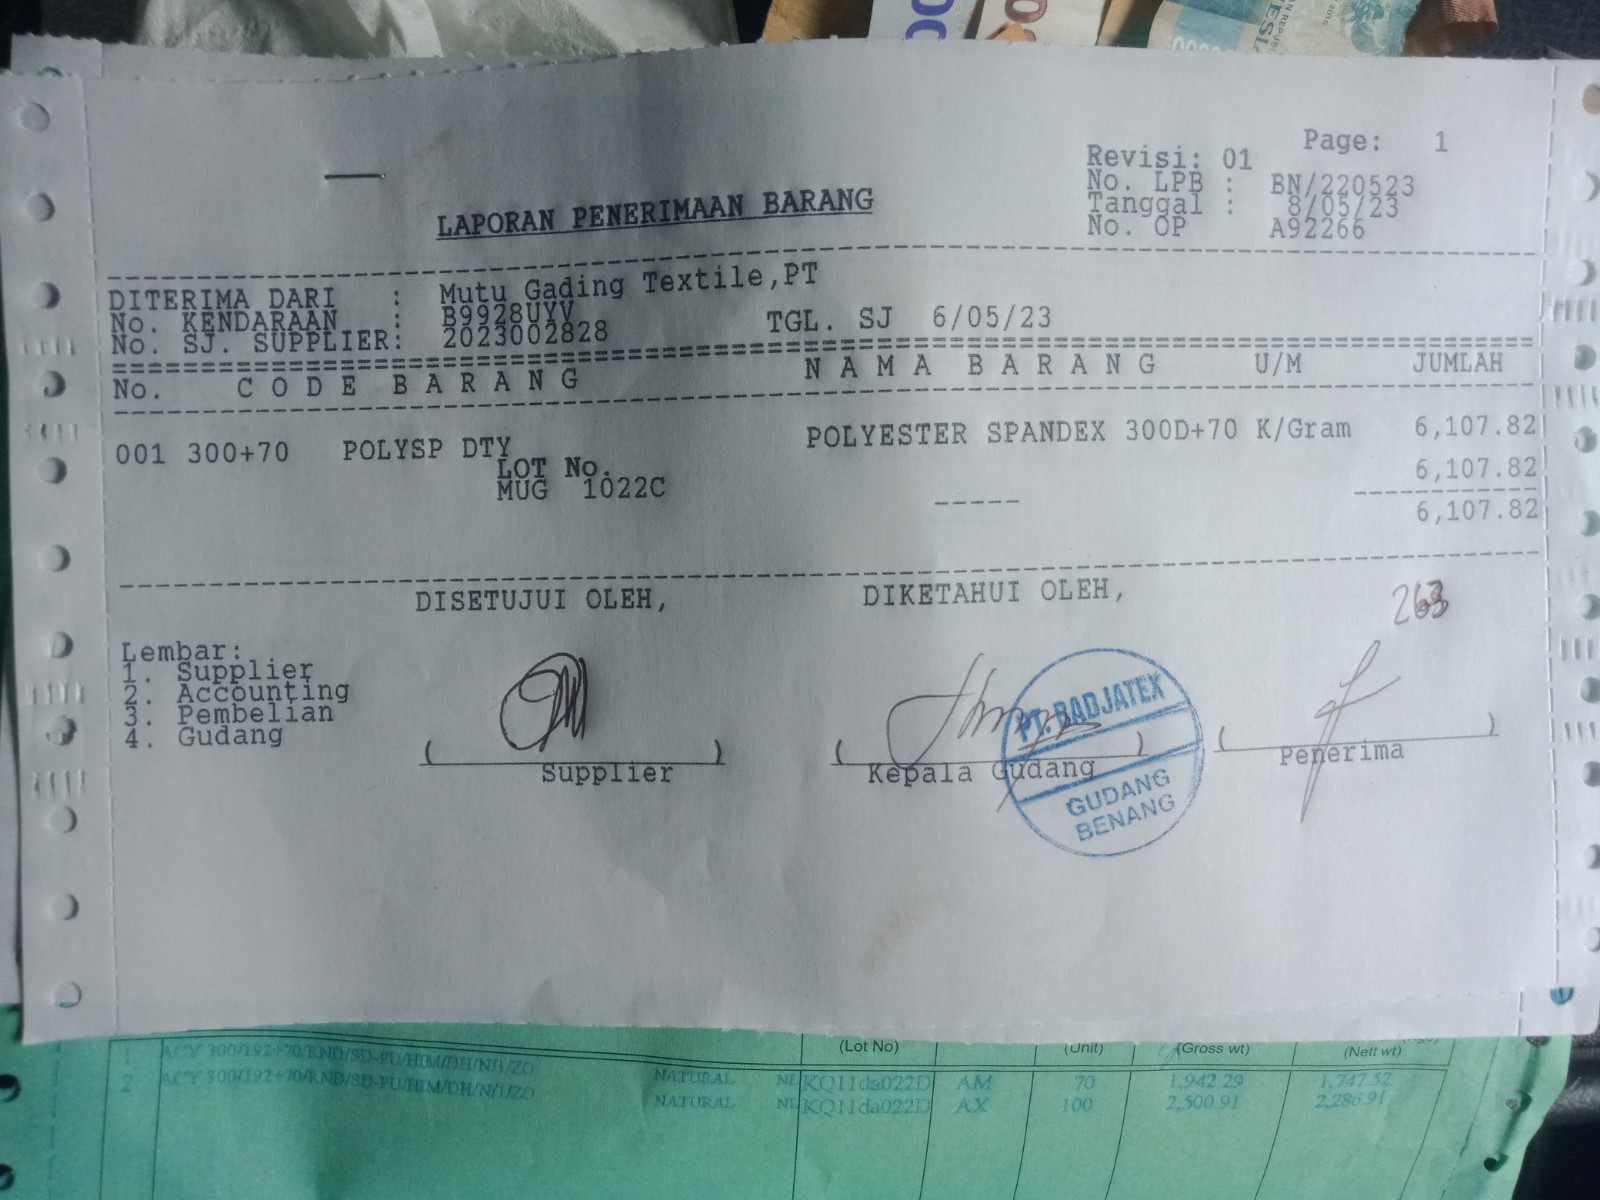 Page: 1
Revisi: 01
No. LPB : BN/220523
Tanggal : 8/05/23
No. OP A92266
LAPORAN PENERIMAAN BARANG
DITERIMA DARI : Mutu Gading Textile,PT
No. KENDARAAN : B9928UYV
No. SJ. SUPPLIER: 2023002828
TGL. SJ 6/05/23
No. CODE BARANG NAMA BARANG U/M JUMLAH
001 300+70 POLYSP DTY POLYESTER SPANDEX 300D+70 K/Gram 6,107.82
LOT No.
MUG 1022C
6,107.82
6,107.82
DISETUJUI OLEH, DIKETAHUI OLEH,
263
Lembar:
1. Supplier
2. Accounting
3. Pembelian
4. Gudang
( ) ( ) ( )
Supplier Kepala Gudang Penerima
PT. BADJATEX
GUDANG
BENANG
(Lot No) (Unit) (Gross wt) (Nett wt)
1 ACY 300/192+70/RND/SD-PU/HIM/DH/N/1/ZO NATURAL KQ11da022D AM 70 1,942.29 1,747.52
2 ACY 300/192+70/RND/SD-PU/HIM/DH/N/1/ZO NATURAL KQ11da022D AX 100 2,500.91 2,286.91